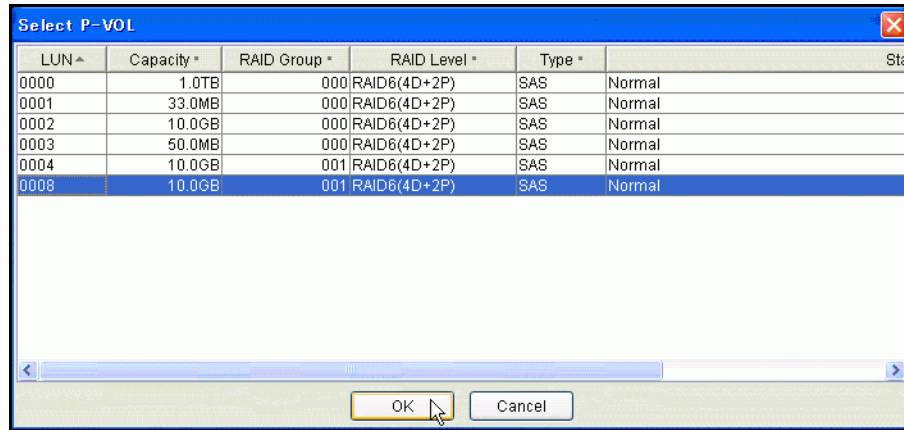 Select P-VOL
LUN Capacity RAID Group RAID Level Type Sta
0000 1.0TB 000 RAID6(4D+2P) SAS Normal
0001 33.0MB 000 RAID6(4D+2P) SAS Normal
0002 10.0GB 000 RAID6(4D+2P) SAS Normal
0003 50.0MB 000 RAID6(4D+2P) SAS Normal
0004 10.0GB 001 RAID6(4D+2P) SAS Normal
0008 10.0GB 001 RAID6(4D+2P) SAS Normal
OK Cancel